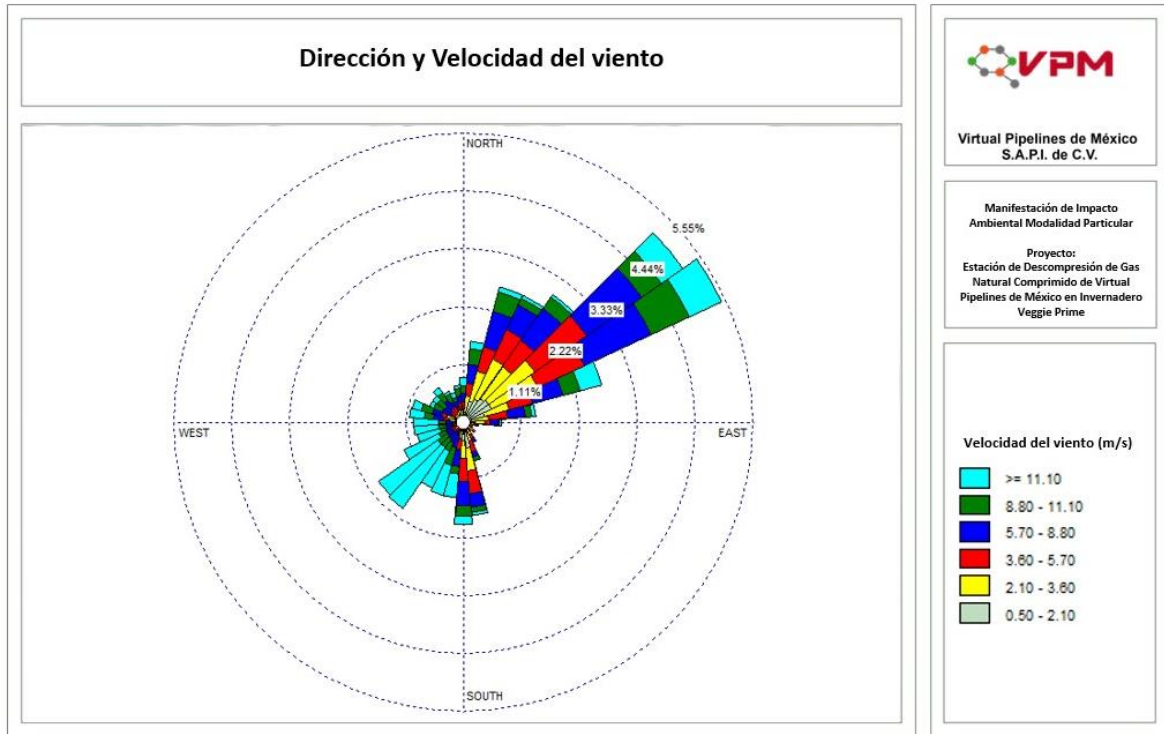 Dirección y Velocidad del viento
NORTH
5.55%
4.44%
3.33%
2.22%
1.11%
WEST
EAST
SOUTH
VPM
Virtual Pipelines de México
S.A.P.I. de C.V.
Manifestación de Impacto
Ambiental Modalidad Particular
Proyecto:
Estación de Descompresión de Gas
Natural Comprimido de Virtual
Pipelines de México en Invernadero
Veggie Prime
Velocidad del viento (m/s)
>= 11.10
8.80 - 11.10
5.70 - 8.80
3.60 - 5.70
2.10 - 3.60
0.50 - 2.10